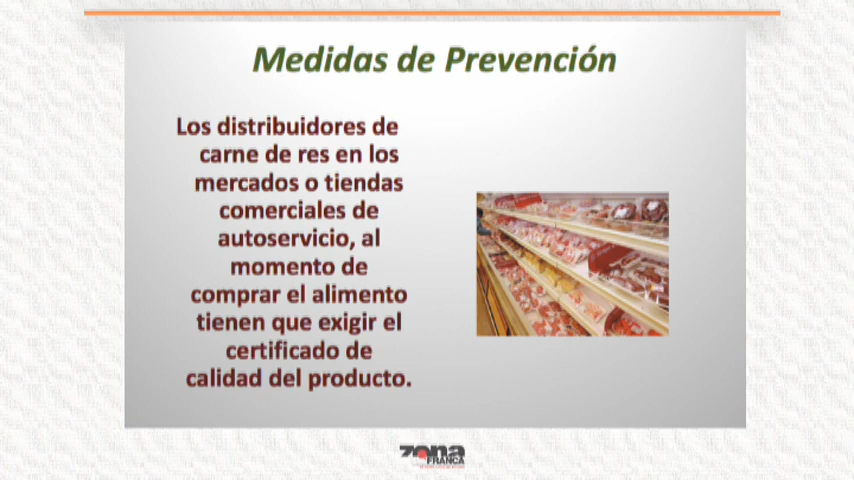 Medidas de Prevención
Los distribuidores de
carne de res en los
mercados o tiendas
comerciales de
autoservicio, al
momento de
comprar el alimento
tienen que exigir el
certificado de
calidad del producto.
zona
FRANCA